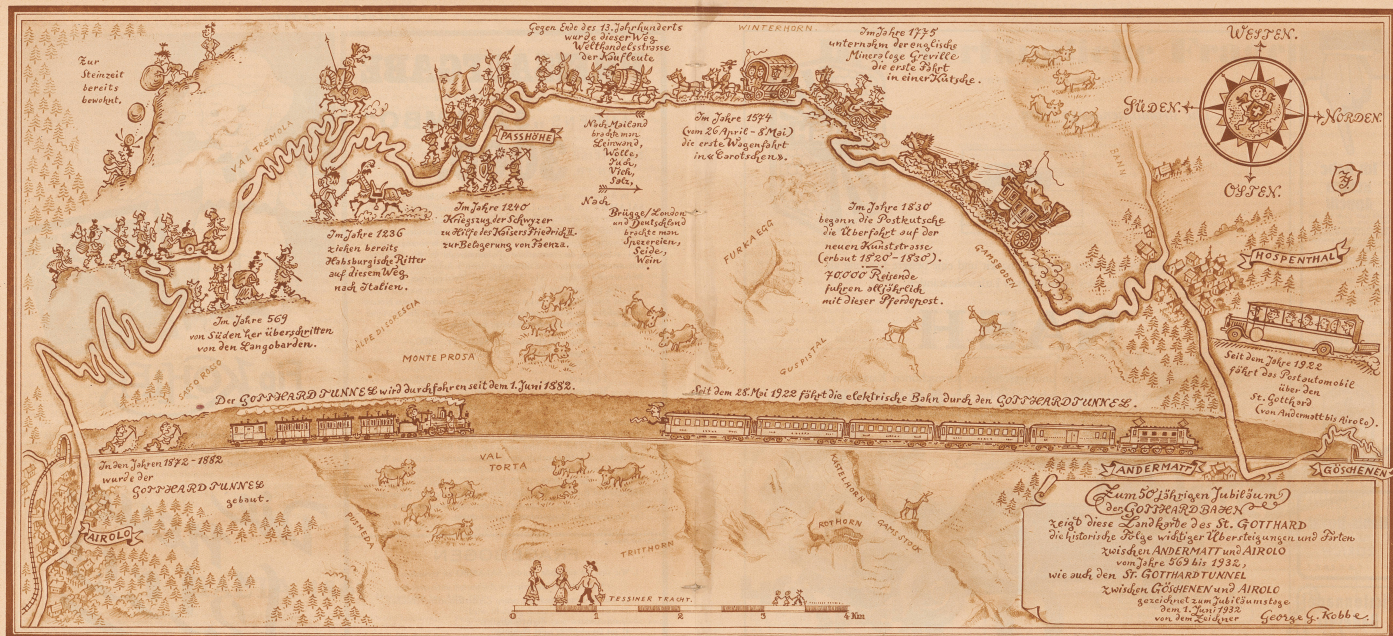 Zur
Steinzeit
bereits
bewohnt.
VAL TREMOLA
Gegen Ende des 13. Jahrhunderts
wurde dieser Weg
Welthandelsstrasse
der Kaufleute
WINTERHORN
Im Jahre 1775
unternahm der englische
Mineraloge Greville
die erste Fahrt
in einer Kutsche.
WESTEN.
SÜDEN.
NORDEN
OSTEN.
PASSHÖHE
Nach Mailand
brachte man
Leinwand,
Wolle,
Tuch,
Vieh,
Salz,
Nach
Brügge/London
und Deutschland
brachte man
Spezereien,
Seide,
Wein
Im Jahre 1574
(vom 26 April - 8 Mai)
die erste Wagenfahrt
in «Carotschen».
Im Jahre 1236
ziehen bereits
Habsburgische Ritter
auf diesem Weg
nach Italien.
Im Jahre 1240
Kriegszug der Schwyzer
zu Hilfe des Kaisers Friedrich II.
zur Belagerung von Faenza.
Im Jahre 1830
begann die Postkutsche
die Überfahrt auf der
neuen Kunststrasse
(erbaut 1820-1830).
70,000 Reisende
fuhren alljährlich
mit dieser Pferdepost.
FURKAEGG
GAMSBODEN
HOSPENTHAL
Im Jahre 569
von Süden her überschritten
von den Langobarden.
SASSO ROSSO
MONTE PROSA
GUSPISTAL
Seit dem Jahre 1922
fährt das Postautomobil
über den
St. Gotthard
(von Andermatt bis Airolo).
Der GOTTHARDTUNNEL wird durchfahren seit dem 1. Juni 1882.
Seit dem 28. Mai 1922 fährt die elektrische Bahn durch den GOTTHARDTUNNEL.
In den Jahren 1872-1882
wurde der
GOTTHARDTUNNEL
gebaut.
AIROLO
VAL
TORTA
PUSMEDA
TRITTHORN
KASTELHORN
ROTHORN
GAMSSTOCK
ANDERMATT
GÖSCHENEN
Zum 50 jährigen Jubiläum
der GOTTHARDBAHN
zeigt diese Landkarte des St. GOTTHARD
die historische Folge wichtiger Übersteigungen und Farten
zwischen ANDERMATT und AIROLO
vom Jahre 569 bis 1932,
wie auch den ST. GOTTHARDTUNNEL
zwischen GÖSCHENEN und AIROLO
gezeichnet zum Jubiläumstage
dem 1. Juni 1932
von dem Zeichner George G. Kobbe.
TESSINER TRACHT.
0 1 2 3 4 Km